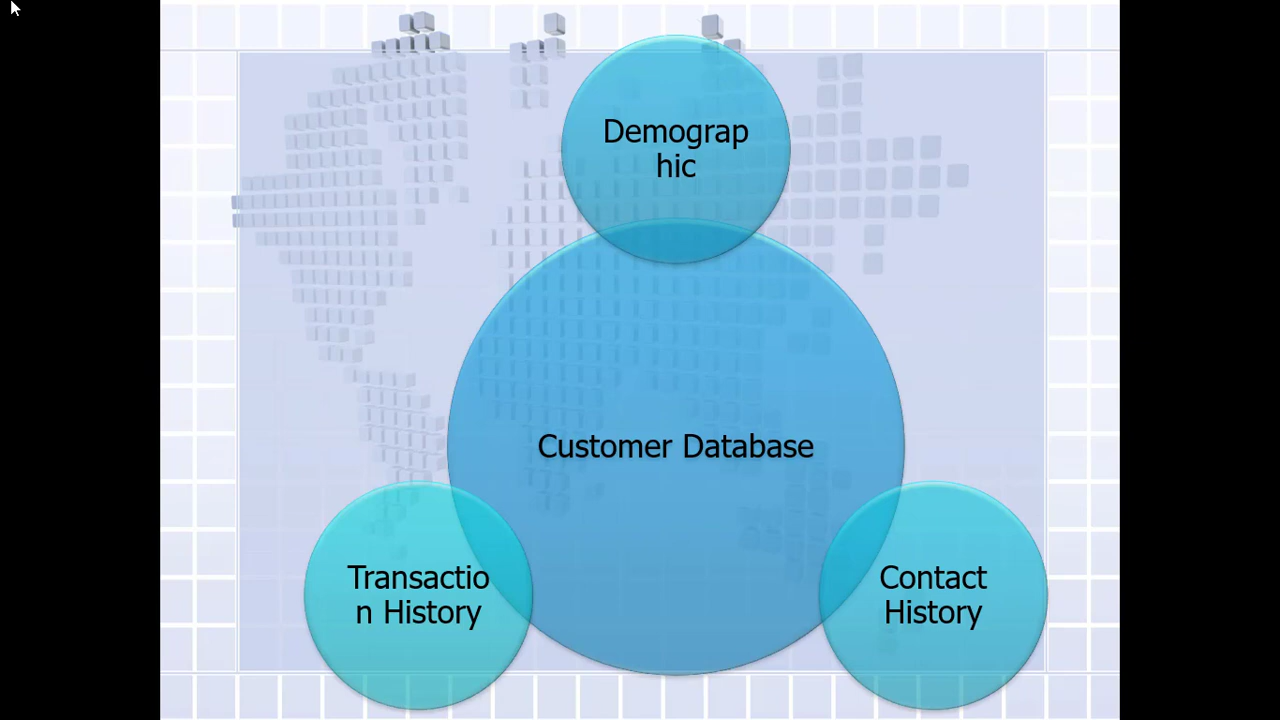 Demograp
hic
Customer Database
Transactio
n History
Contact
History